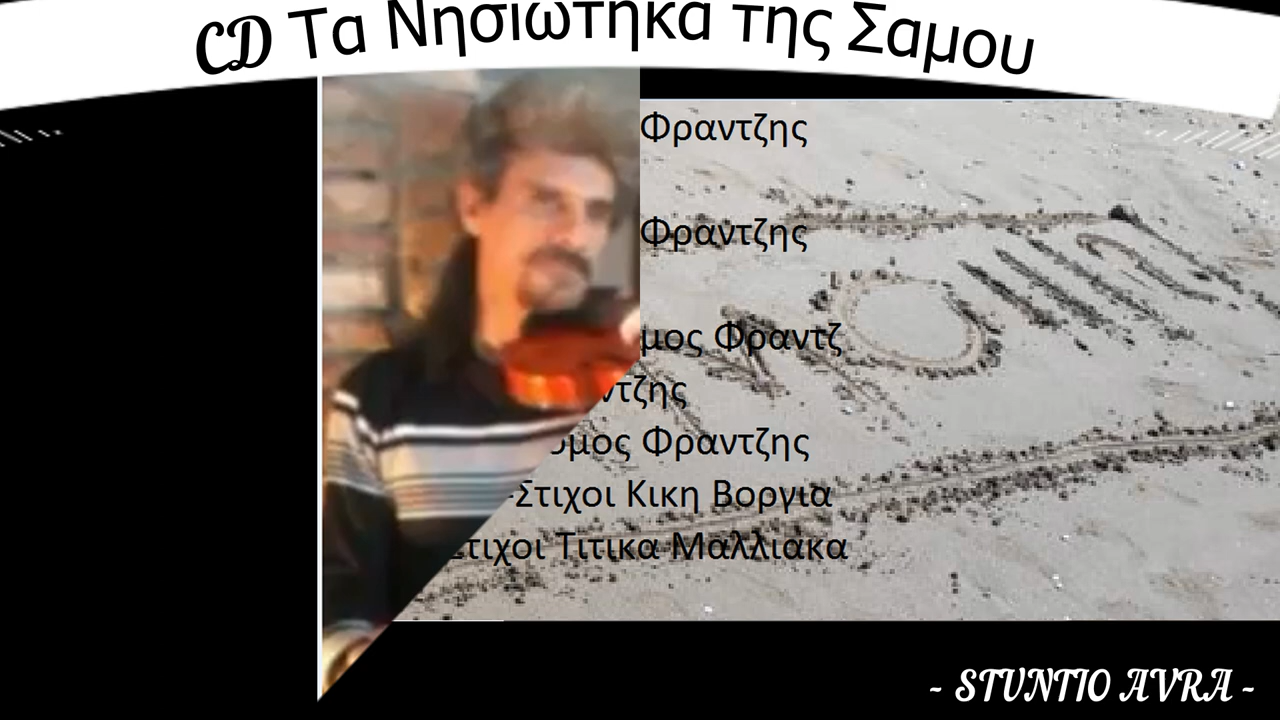 CD Τα Νησιωτηκα της Σαμου
Φραντζης
Φραντζης
μος Φραντζ
ντζης
ομος Φραντζης
-Στιχοι Κικη Βοργια
Στιχοι Τιτικα Μαλλιακα
- STUNTIO AVRA -